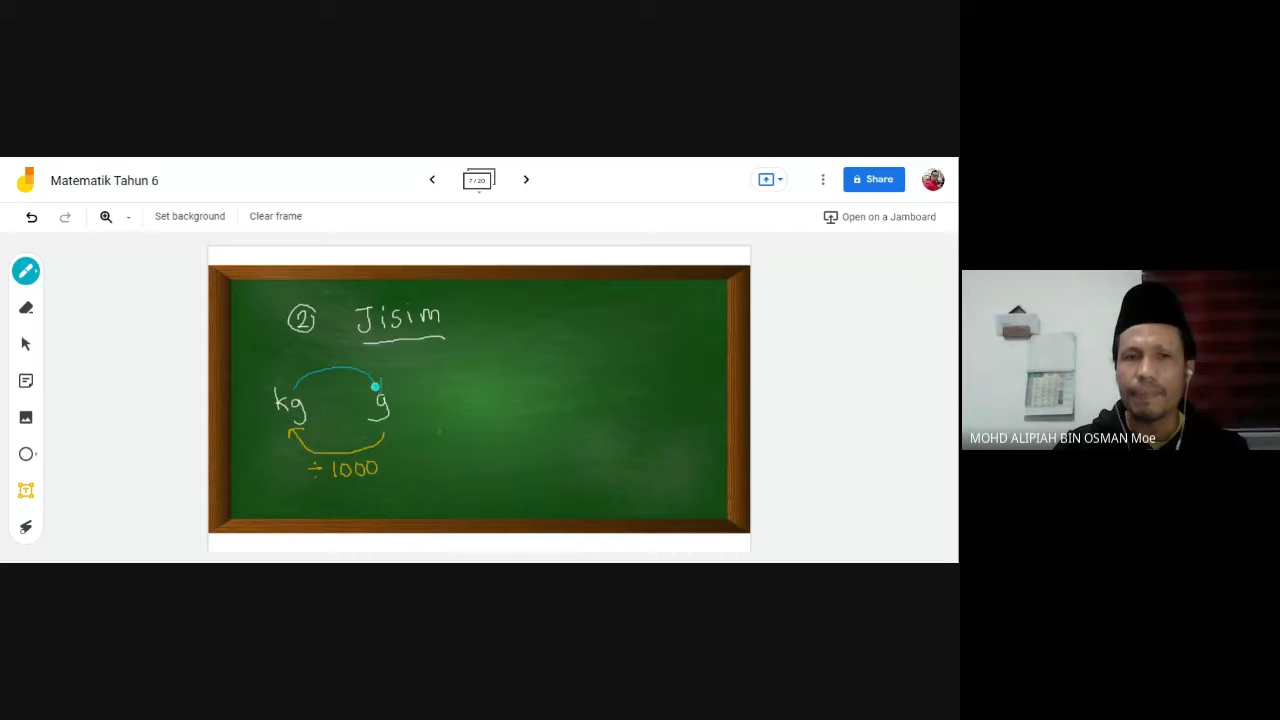 Matematik Tahun 6
7 / 20
Share
Set background
Clear frame
Open on a Jamboard
2 Jisim
kg g
÷ 1000
MOHD ALIPIAH BIN OSMAN Moe